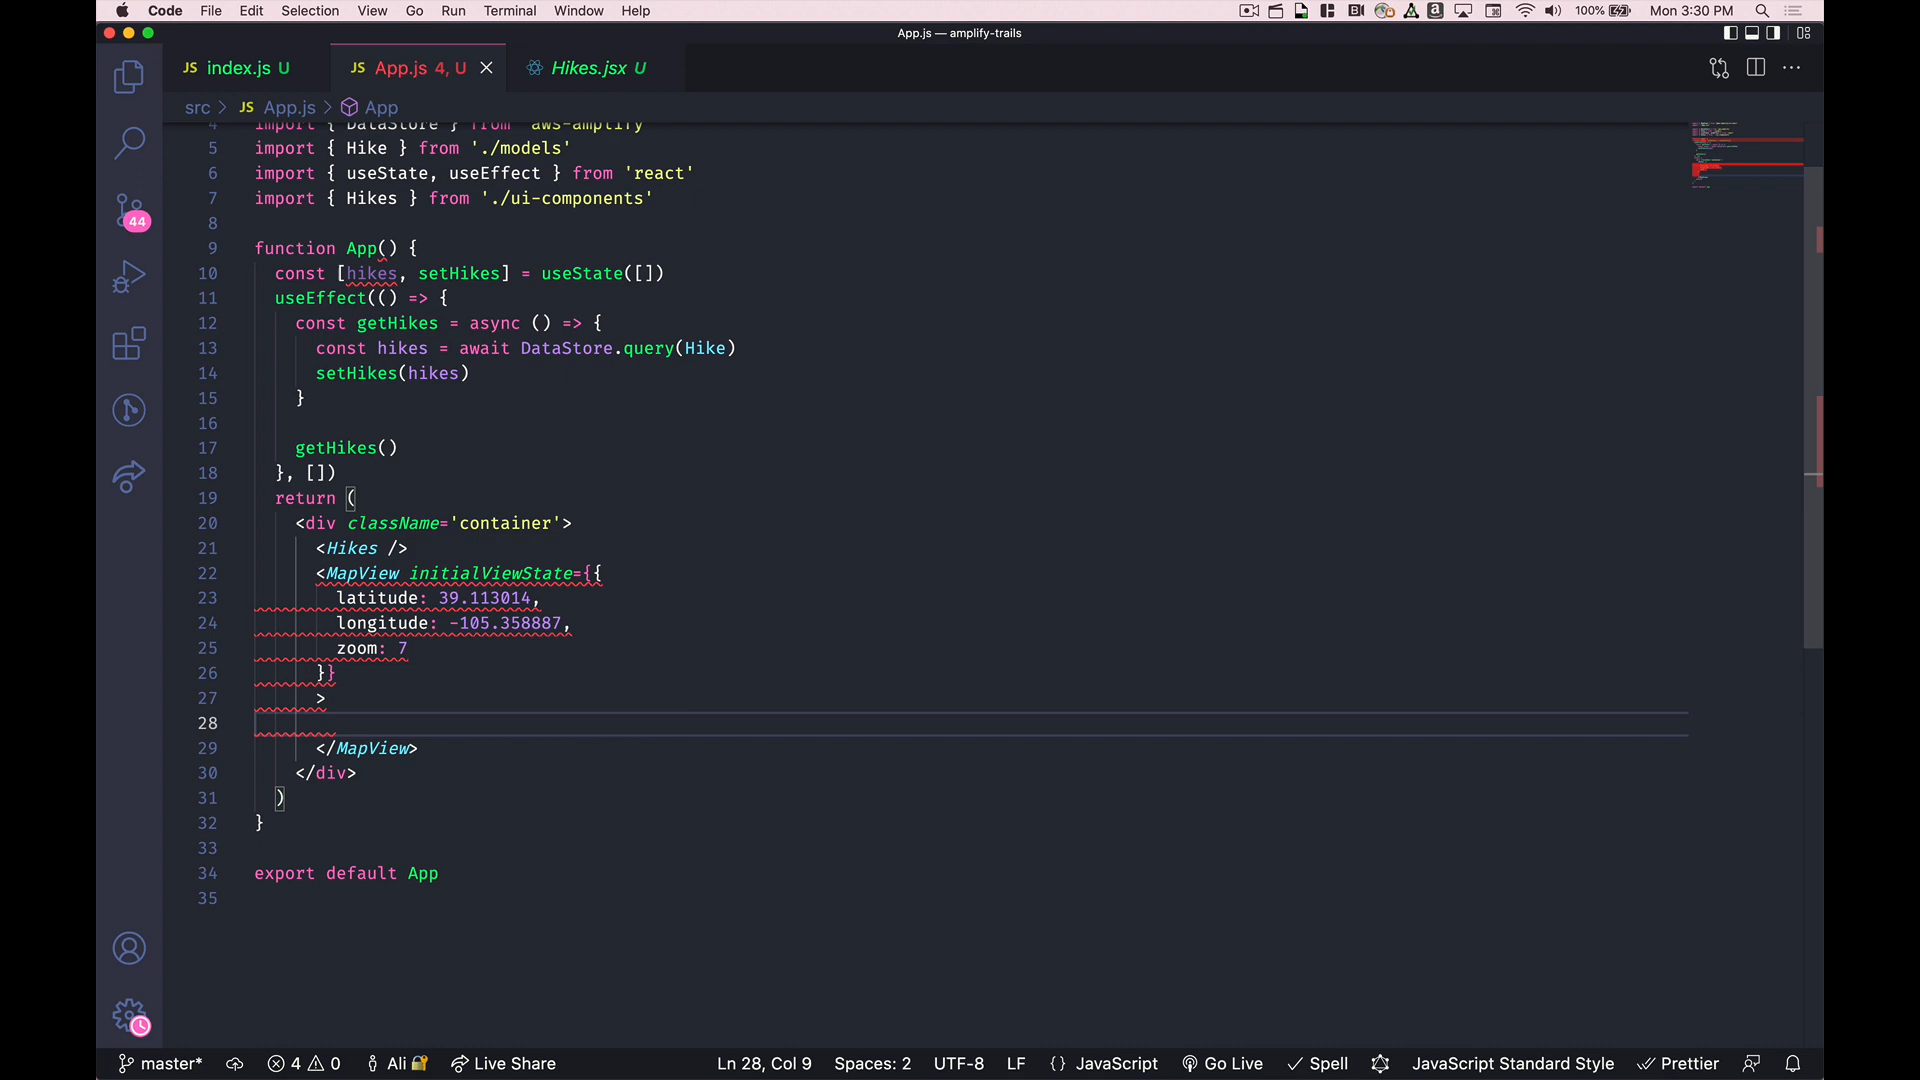 Code File Edit Selection View Go Run Terminal Window Help 100% Mon 3:30 PM
App.js — amplify-trails
JS index.js U JS App.js 4, U Hikes.jsx U
src > JS App.js > App
4 import { DataStore } from 'aws-amplify'
5 import { Hike } from './models'
6 import { useState, useEffect } from 'react'
7 import { Hikes } from './ui-components'
8
9 function App() {
10 const [hikes, setHikes] = useState([])
11 useEffect(() => {
12 const getHikes = async () => {
13 const hikes = await DataStore.query(Hike)
14 setHikes(hikes)
15 }
16
17 getHikes()
18 }, [])
19 return (
20 <div className='container'>
21 <Hikes />
22 <MapView initialViewState={{
23 latitude: 39.113014,
24 longitude: -105.358887,
25 zoom: 7
26 }}
27 >
28
29 </MapView>
30 </div>
31 )
32 }
33
34 export default App
35
44
master* 4 0 Ali Live Share Ln 28, Col 9 Spaces: 2 UTF-8 LF {} JavaScript Go Live Spell JavaScript Standard Style Prettier